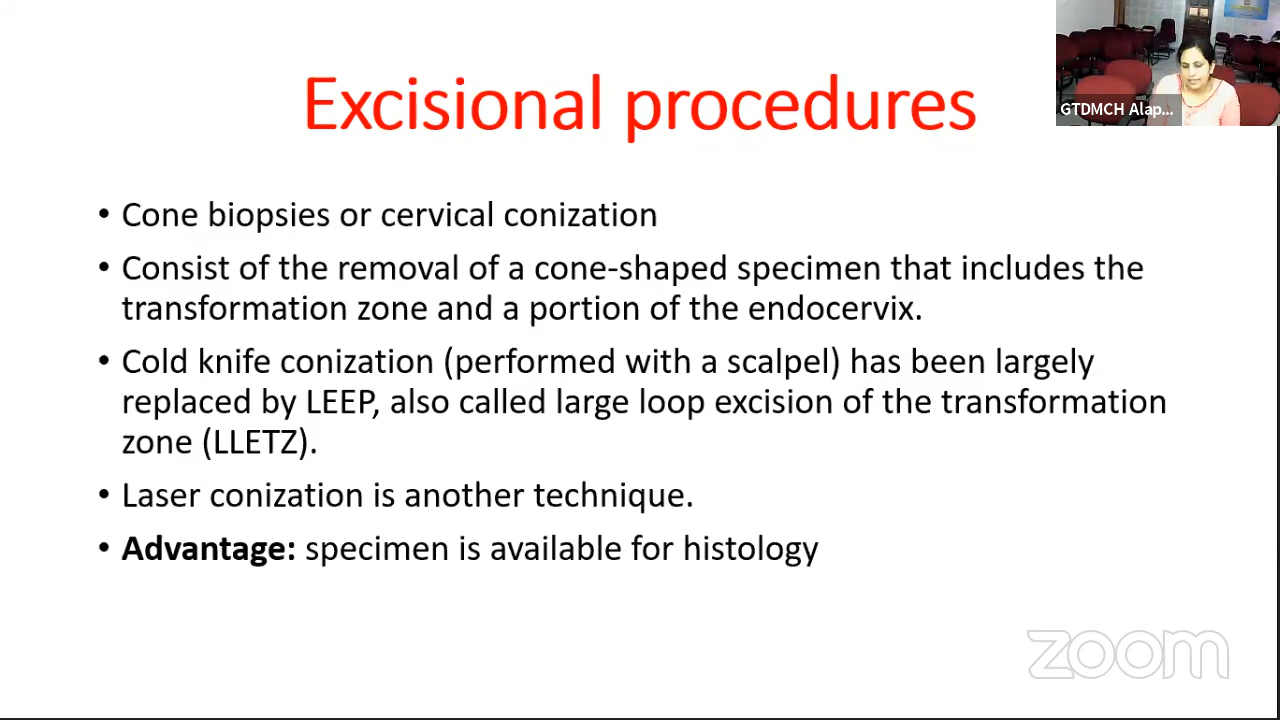 Excisional procedures
GTDMCH Alap...
• Cone biopsies or cervical conization
• Consist of the removal of a cone-shaped specimen that includes the
transformation zone and a portion of the endocervix.
• Cold knife conization (performed with a scalpel) has been largely
replaced by LEEP, also called large loop excision of the transformation
zone (LLETZ).
• Laser conization is another technique.
• Advantage: specimen is available for histology
zoom